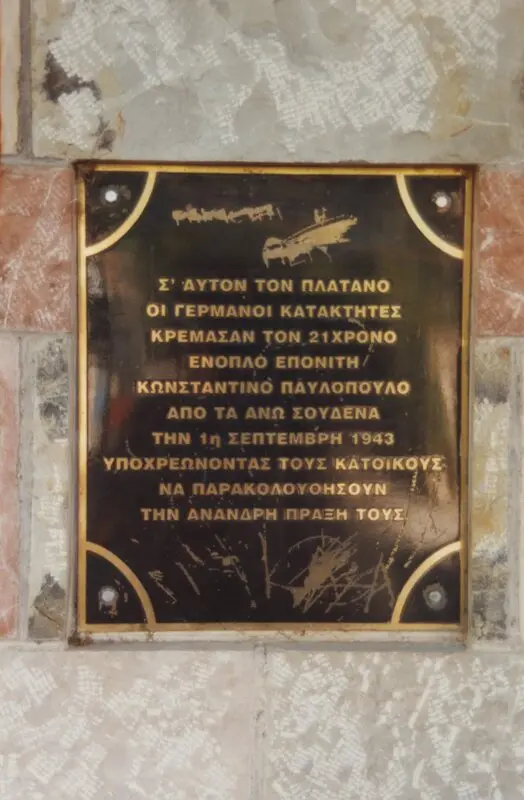 Σ' ΑΥΤΟΝ ΤΟΝ ΠΛΑΤΑΝΟ
ΟΙ ΓΕΡΜΑΝΟΙ ΚΑΤΑΚΤΗΤΕΣ
ΚΡΕΜΑΣΑΝ ΤΟΝ 21ΧΡΟΝΟ
ΕΝΟΠΛΟ ΕΠΟΝΙΤΗ
ΚΩΝΣΤΑΝΤΙΝΟ ΠΑΥΛΟΠΟΥΛΟ
ΑΠΟ ΤΑ ΑΝΩ ΣΟΥΔΕΝΑ
ΤΗΝ 1η ΣΕΠΤΕΜΒΡΗ 1943
ΥΠΟΧΡΕΩΝΟΝΤΑΣ ΤΟΥΣ ΚΑΤΟΙΚΟΥΣ
ΝΑ ΠΑΡΑΚΟΛΟΥΘΗΣΟΥΝ
ΤΗΝ ΑΝΑΝΔΡΗ ΠΡΑΞΗ ΤΟΥΣ